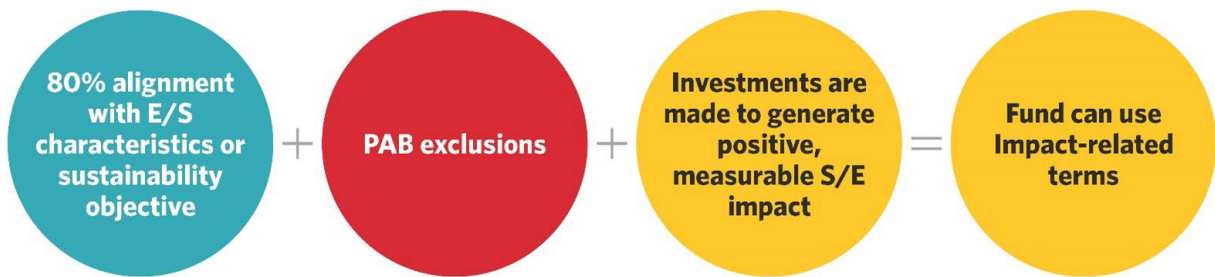 80% alignment
with E/S
characteristics or
sustainability
objective
+
PAB exclusions
+
Investments are
made to generate
positive,
measurable S/E
impact
=
Fund can use
Impact-related
terms